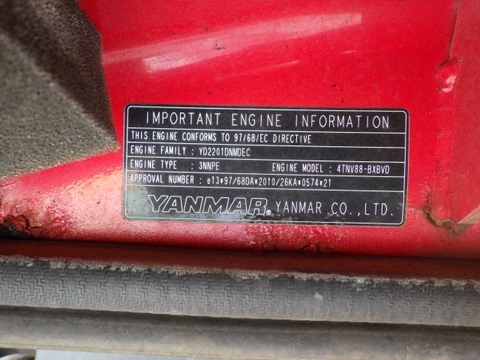 IMPORTANT ENGINE INFORMATION
THIS ENGINE CONFORMS TO 97/68/EC DIRECTIVE
ENGINE FAMILY : YD2201DNMDEC
ENGINE TYPE : 3NNPE ENGINE MODEL : 4TNV88-BXBVD
APPROVAL NUMBER : e13*97/68DA*2010/26KA*0574*21
YANMAR® YANMAR CO., LTD.